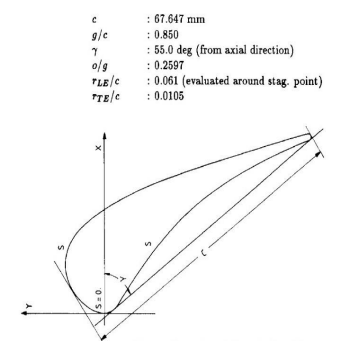 c : 67.647 mm
g/c : 0.850
γ : 55.0 deg (from axial direction)
o/g : 0.2597
r_LE/c : 0.061 (evaluated around stag. point)
r_TE/c : 0.0105
X
S
S
S = 0.
γ
C
Y